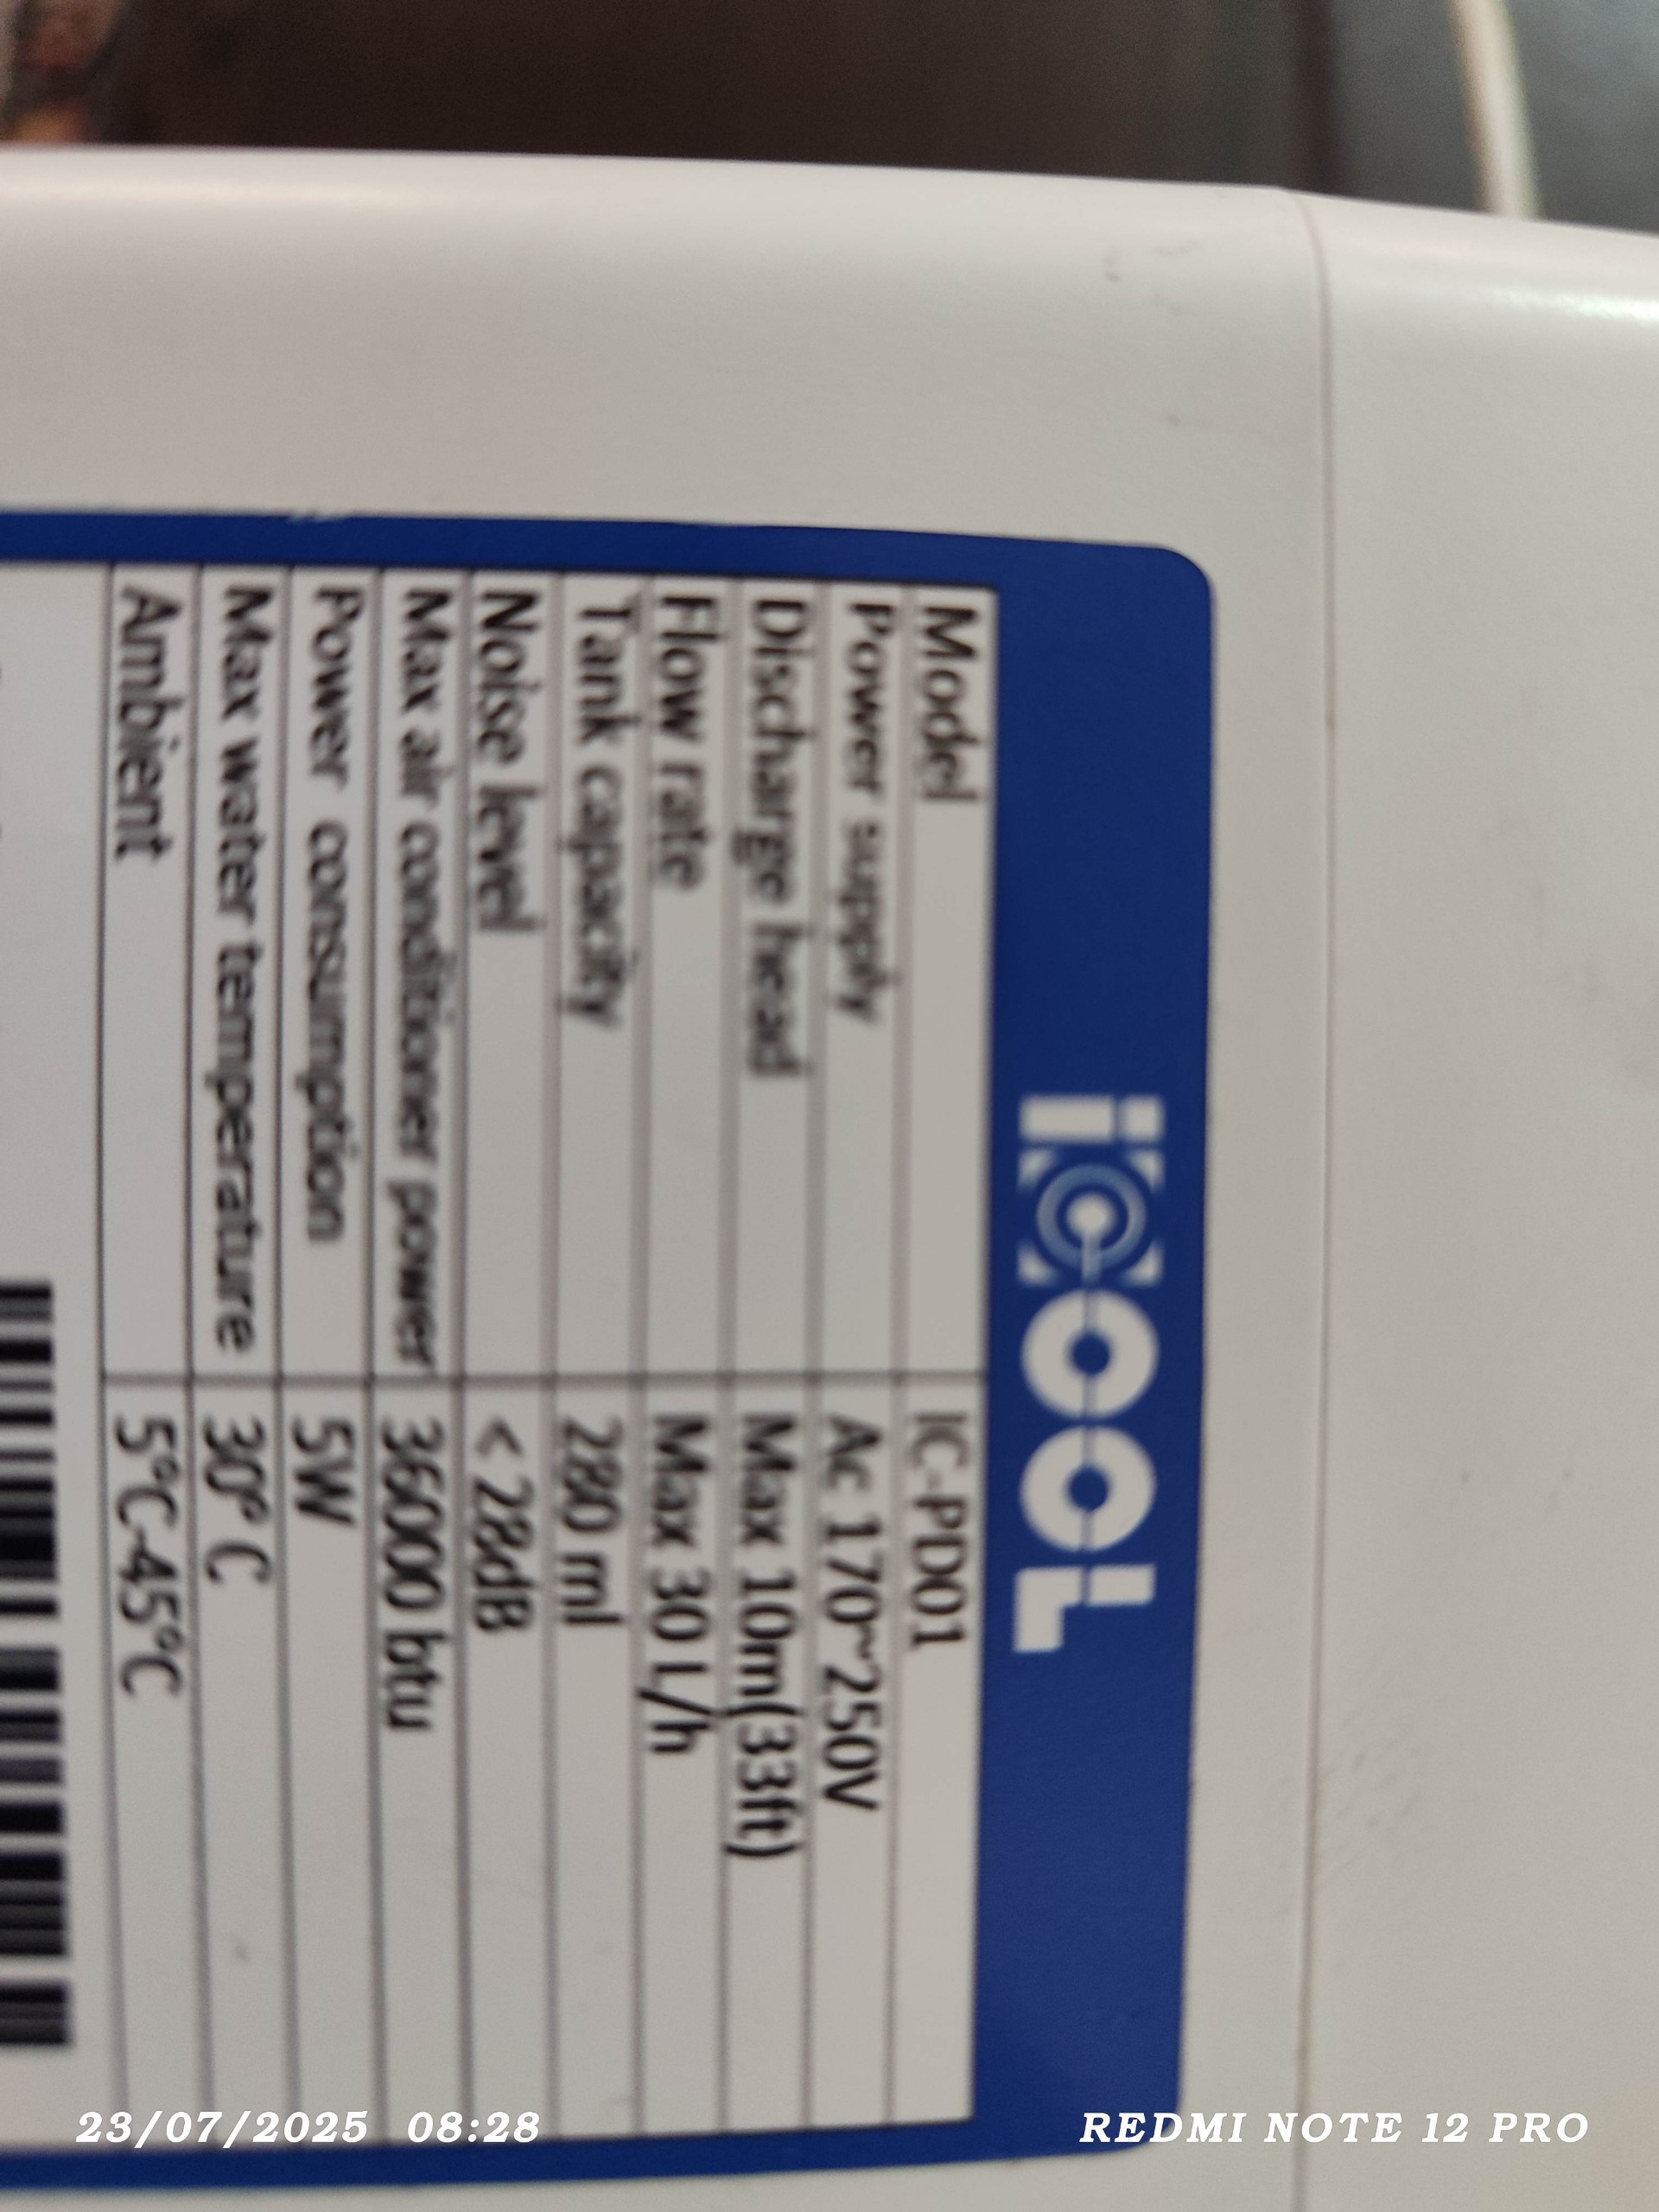 iCOOL
Model IC-PD01
Power supply Ac 170~250V
Discharge head Max 10m(33ft)
Flow rate Max 30 L/h
Tank capacity 280 ml
Noise level < 28dB
Max air conditioner power 36000 btu
Power consumption 5W
Max water temperature 30° C
Ambient 5°C-45°C
23/07/2025 08:28
REDMI NOTE 12 PRO